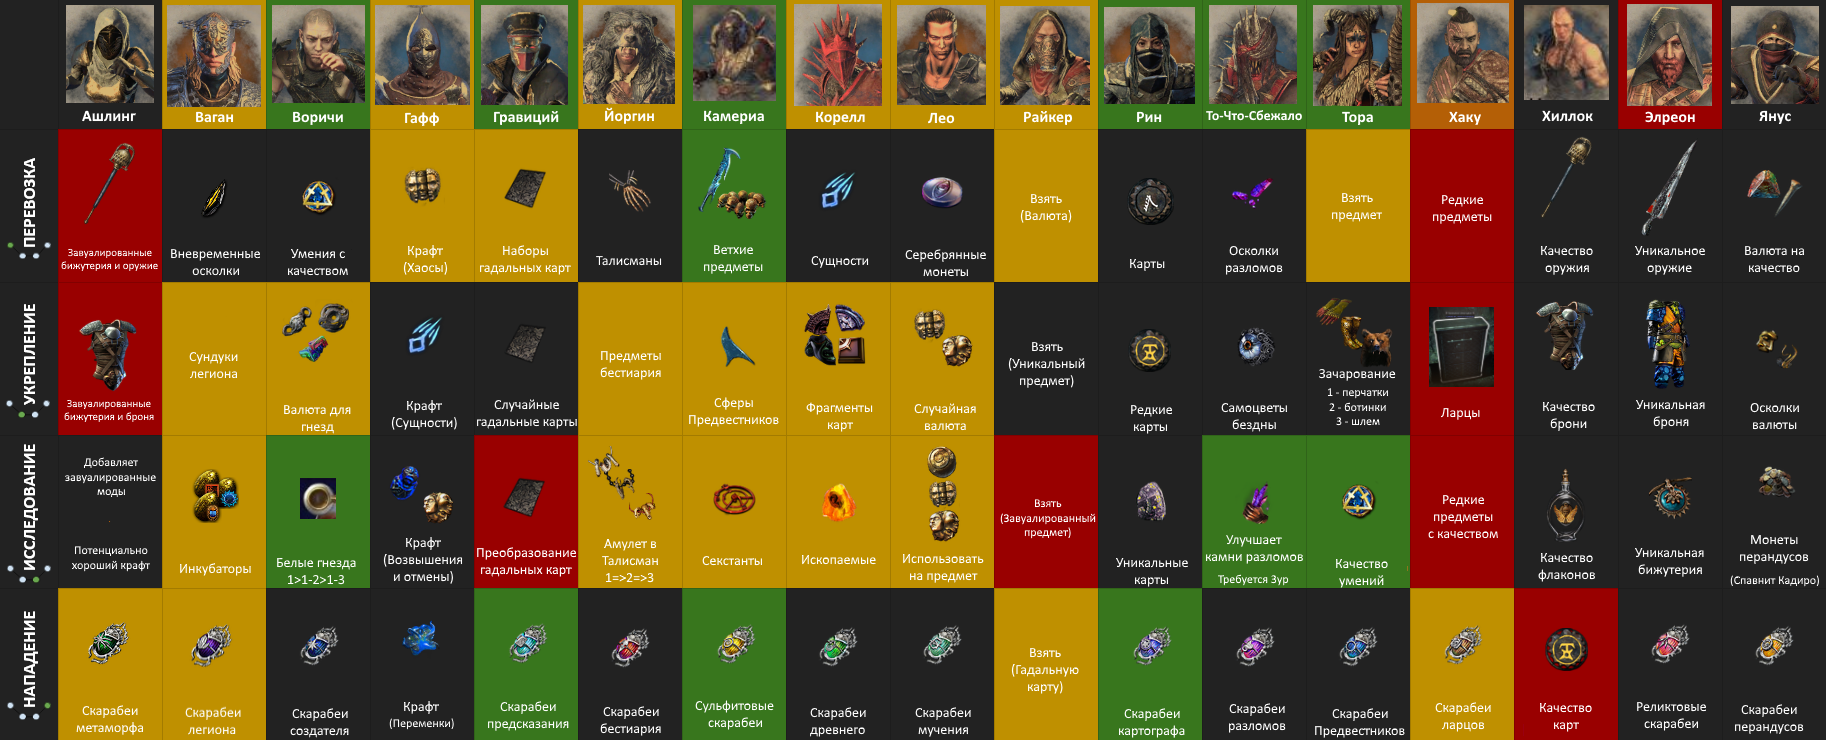 Ашлинг
Ваган
Воричи
Гафф
Гравиций
Йоргин
Камериа
Корелл
Лео
Райкер
Рин
То-Что-Сбежало
Тора
Хаку
Хиллок
Элреон
Янус
ПЕРЕВОЗКА
Завуалированные
бижутерия и оружие
Вневременные
осколки
Умения с
качеством
Крафт
(Хаосы)
Наборы
гадальных карт
Талисманы
Ветхие
предметы
Сущности
Серебрянные
монеты
Взять
(Валюта)
Карты
Осколки
разломов
Взять
предмет
Редкие
предметы
Качество
оружия
Уникальное
оружие
Валюта на
качество
УКРЕПЛЕНИЕ
Завуалированные
бижутерия и броня
Сундуки
легиона
Валюта для
гнезд
Крафт
(Сущности)
Случайные
гадальные карты
Предметы
бестиария
Сферы
Предвестников
Фрагменты
карт
Случайная
валюта
Взять
(Уникальный
предмет)
Редкие
карты
Самоцветы
бездны
Зачарование
1 - перчатки
2 - ботинки
3 - шлем
Ларцы
Качество
брони
Уникальная
броня
Осколки
валюты
ИССЛЕДОВАНИЕ
Добавляет
завуалированные
моды
Потенциально
хороший крафт
Инкубаторы
Белые гнезда
1>1-2>1-3
Крафт
(Возвышения
и отмены)
Преобразование
гадальных карт
Амулет в
Талисман
1=>2=>3
Секстанты
Ископаемые
Использовать
на предмет
Взять
(Завуалированный
предмет)
Уникальные
карты
Улучшает
камни разломов
Требуется Зур
Качество
умений
Редкие
предметы
с качеством
Качество
флаконов
Уникальная
бижутерия
Монеты
перандусов
(Спавнит Кадиро)
НАПАДЕНИЕ
Скарабеи
метаморфа
Скарабеи
легиона
Скарабеи
создателя
Крафт
(Переменки)
Скарабеи
предсказания
Скарабеи
бестиария
Сульфитовые
скарабеи
Скарабеи
древнего
Скарабеи
мучения
Взять
(Гадальную
карту)
Скарабеи
картографа
Скарабеи
разломов
Скарабеи
Предвестников
Скарабеи
ларцов
Качество
карт
Реликтовые
скарабеи
Скарабеи
перандусов